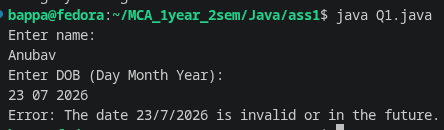 bappa@fedora:~/MCA_1year_2sem/Java/ass1$ java Q1.java
Enter name:
Anubav
Enter DOB (Day Month Year):
23 07 2026
Error: The date 23/7/2026 is invalid or in the future.